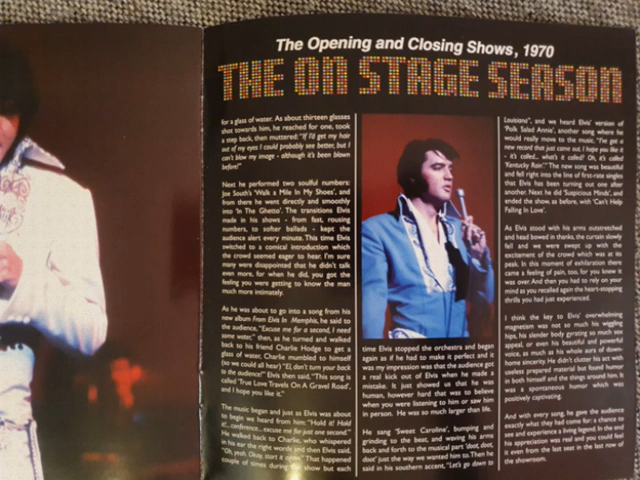 The Opening and Closing Shows, 1970
THE ON STAGE SEASON
for a glass of water. As about thirteen glasses
shot towards him, he reached for one, took
a step back, then muttered: "If I'd get my hair
out of my eyes I could probably see better, but I
can't blow my image - although it's been blown
before!"
Next he performed two soulful numbers:
Joe South's 'Walk a Mile In My Shoes', and
from there he went directly and smoothly
into 'In The Ghetto'. The transitions Elvis
made in his shows - from fast, rousing
numbers, to softer ballads - kept the
audience alert every minute. This time Elvis
switched to a comical introduction which
the crowd seemed eager to hear. I'm sure
many were disappointed that he didn't talk
even more, for when he did, you got the
feeling you were getting to know the man
much more intimately.
As he was about to go into a song from his
new album From Elvis In Memphis, he said to
the audience, "Excuse me for a second, I need
some water," then, as he turned and walked
back to his friend Charlie Hodge to get a
glass of water, Charlie mumbled to himself
(so we could all hear) "El, don't turn your back
to the audience!" Elvis then said, "This song is
called 'True Love Travels On A Gravel Road',
and I hope you like it."
The music began and just as Elvis was about
to begin we heard from him: "Hold it! Hold
it!...conference... excuse me for just one second."
He walked back to Charlie, who whispered
in his ear the right words and then Elvis said,
"Oh, yeah. Okay, start it over." That happened
couple of times during the show but each
time Elvis stopped the orchestra and began
again as if he had to make it perfect and it
was my impression that the audience got
a real kick out of Elvis when he made a
mistake. It just showed us that he was
human, however hard that was to believe
when you were listening to him or saw him
in person. He was so much larger than life.
He sang 'Sweet Caroline', bumping and
grinding to the beat, and waving his arms
back and forth to the musical part 'doot, doot,
doot' just the way we wanted him to. Then he
said in his southern accent, "Let's go down to
Louisiana", and we heard Elvis' version of
'Polk Salad Annie', another song where he
would really move to the music. "I've got a
new record that just came out. I hope you like it
- it's called... what's it called? Oh, it's called
'Kentucky Rain'." The new song was beautiful
and fell right into the line of first-rate singles
that Elvis has been turning out one after
another. Next he did 'Suspicious Minds', and
ended the show, as before, with 'Can't Help
Falling In Love'.
As Elvis stood with his arms outstretched
and head bowed in thanks, the curtain slowly
fell and we were swept up with the
excitement of the crowd which was at its
peak. In this moment of exhilaration there
came a feeling of pain, too, for you knew it
was over. And then you had to rely on your
mind as you recalled again the heart-stopping
thrills you had just experienced.
I think the key to Elvis' overwhelming
magnetism was not so much his wiggling
hips, his slender body gyrating so much sex
appeal, or even his beautiful and powerful
voice, as much as his whole aura of down-
home sincerity. He didn't clutter his act with
useless prepared material but found humor
in both himself and the things around him. It
was a spontaneous humor which was
positively captivating.
And with every song, he gave the audience
exactly what they had come for: a chance to
see and experience a living legend. In the end
his appreciation was real and you could feel
it even from the last seat in the last row of
the showroom.